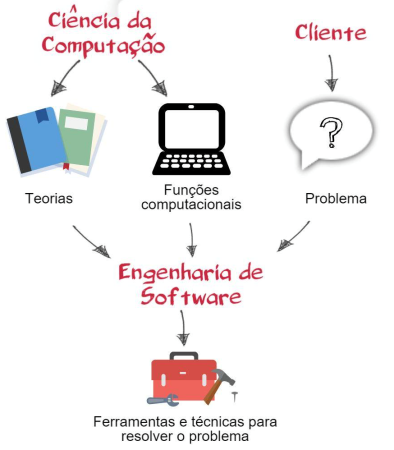 Ciência da
Computação
Cliente
?
Teorias
Funções
computacionais
Problema
Engenharia de
Software
Ferramentas e técnicas para
resolver o problema